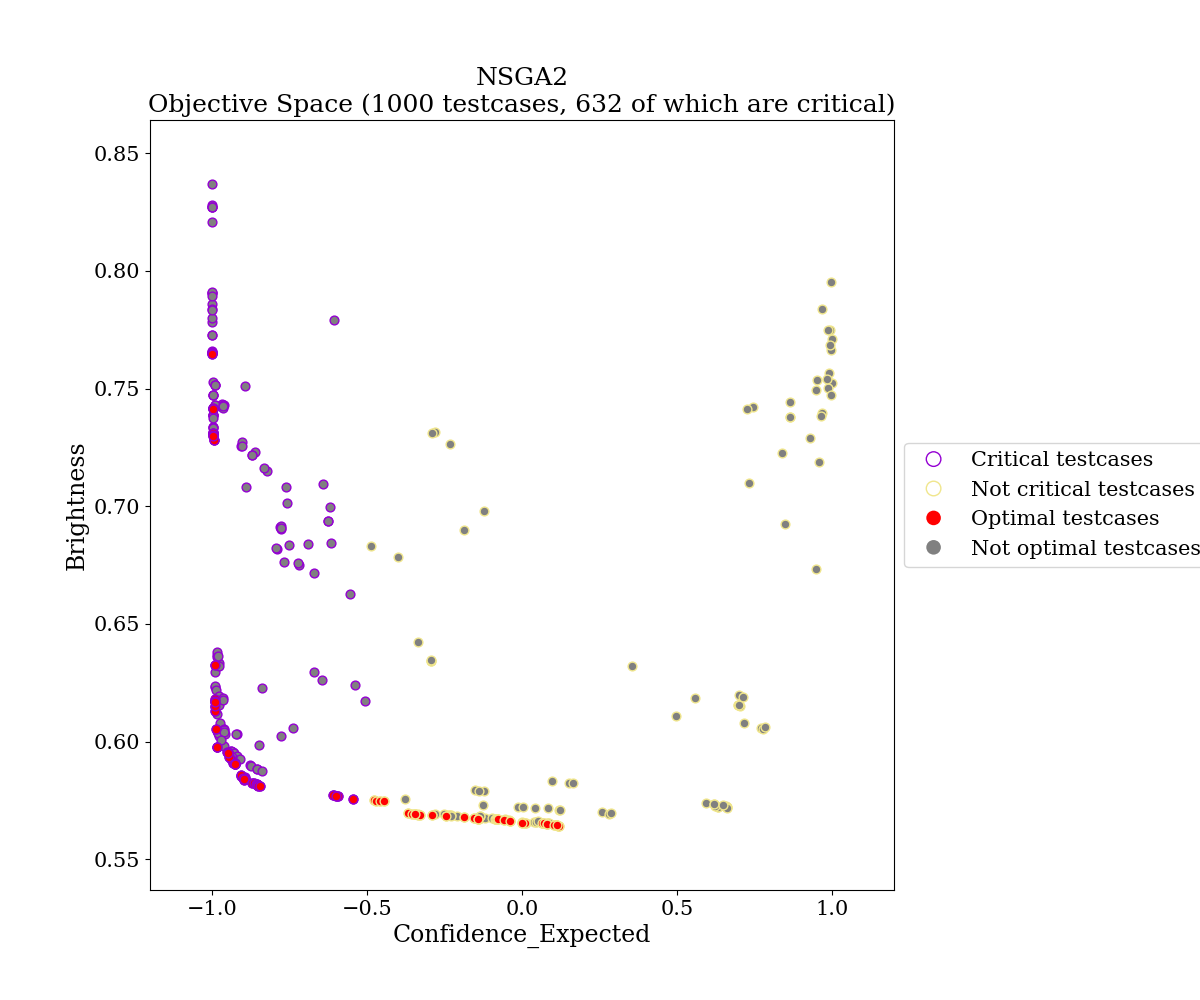 NSGA2
Objective Space (1000 testcases, 632 of which are critical)
0.85
0.80
0.75
0.70
0.65
0.60
0.55
Brightness
−1.0
−0.5
0.0
0.5
1.0
Confidence_Expected
Critical testcases
Not critical testcases
Optimal testcases
Not optimal testcases